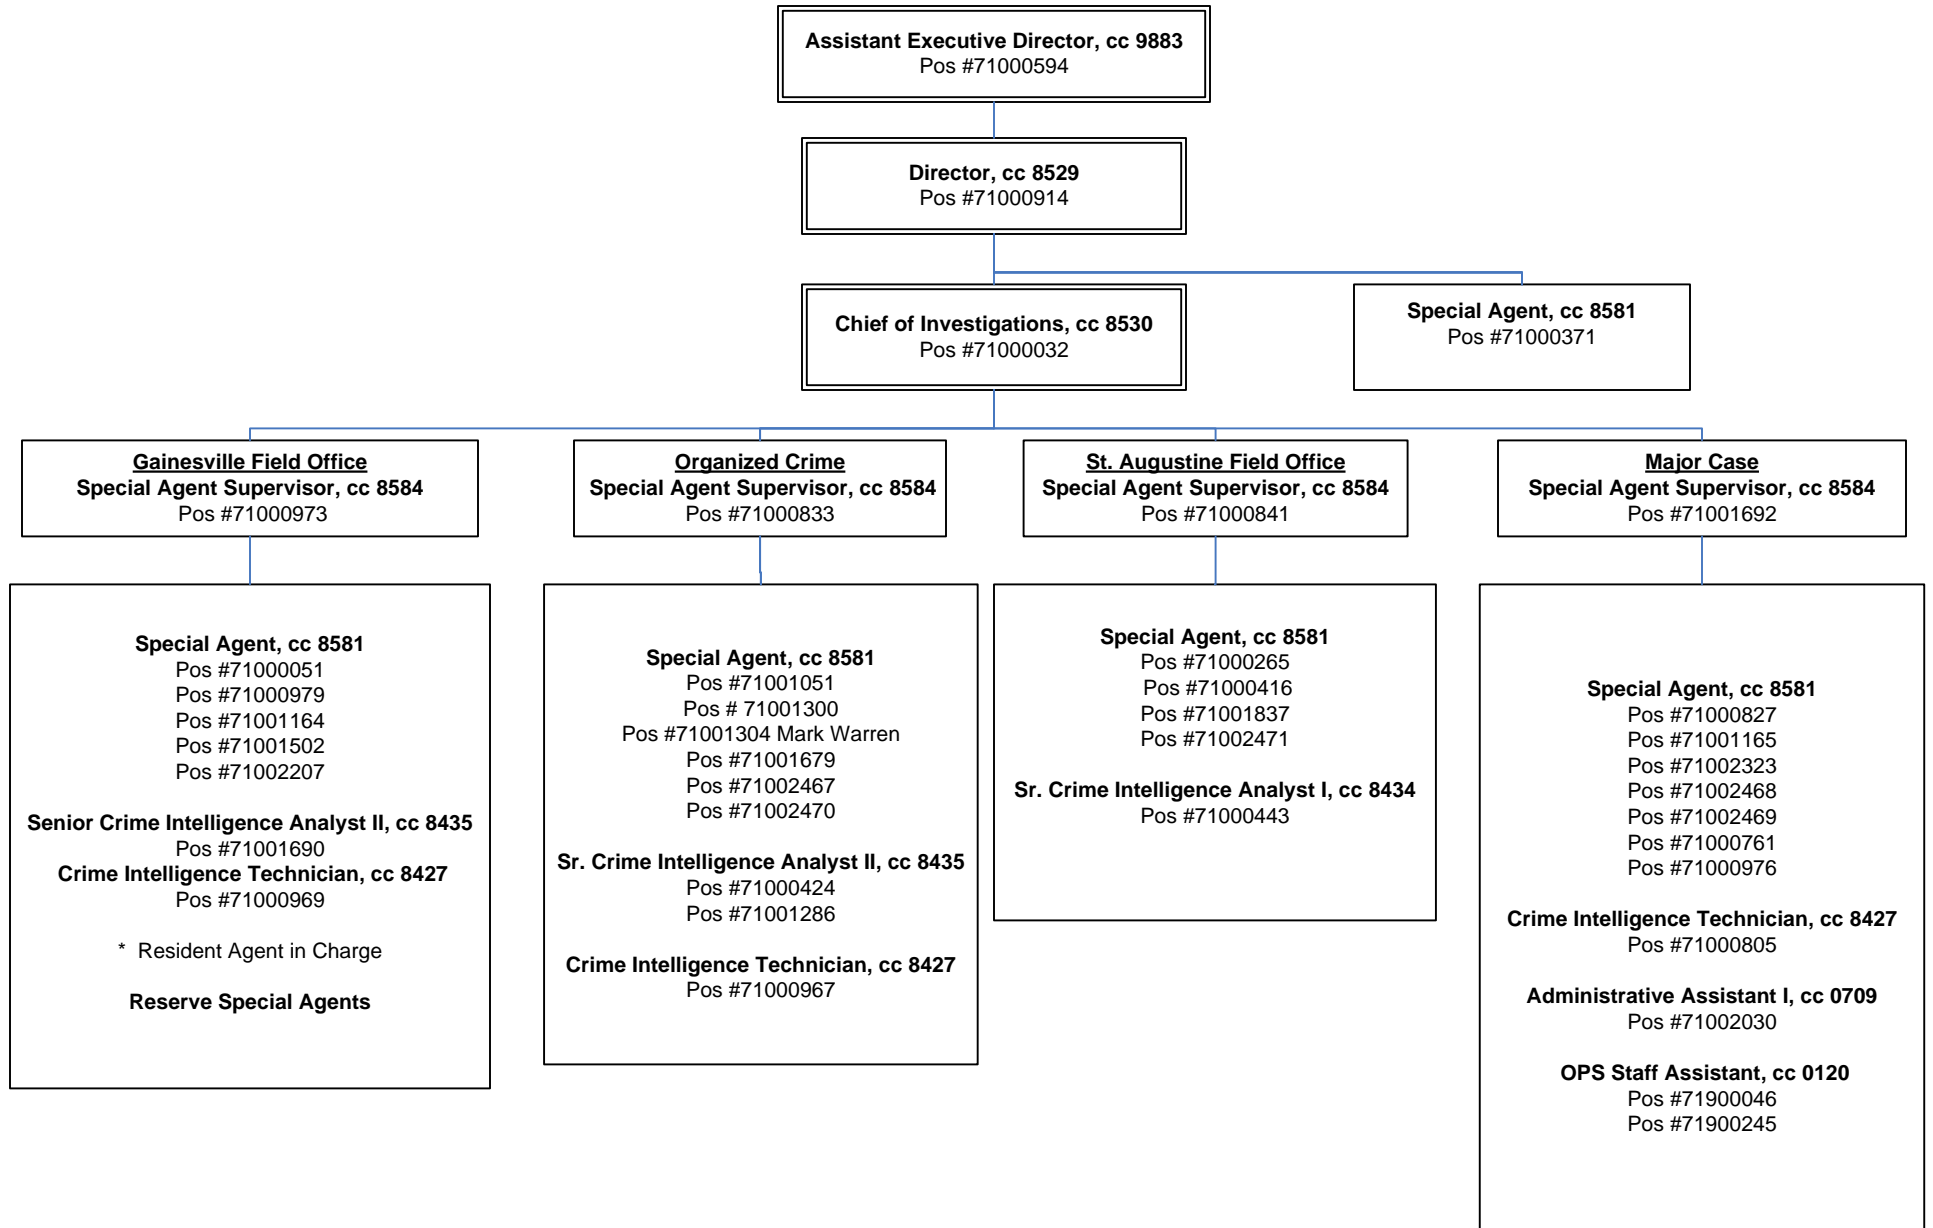 Assistant Executive Director, cc 9883
Pos #71000594
Director, cc 8529
Pos #71000914
Chief of Investigations, cc 8530
Pos #71000032
Special Agent, cc 8581
Pos #71000371
Gainesville Field Office
Special Agent Supervisor, cc 8584
Pos #71000973
Organized Crime
Special Agent Supervisor, cc 8584
Pos #71000833
St. Augustine Field Office
Special Agent Supervisor, cc 8584
Pos #71000841
Major Case
Special Agent Supervisor, cc 8584
Pos #71001692
Special Agent, cc 8581
Pos #71000051
Pos #71000979
Pos #71001164
Pos #71001502
Pos #71002207
Senior Crime Intelligence Analyst II, cc 8435
Pos #71001690
Crime Intelligence Technician, cc 8427
Pos #71000969
* Resident Agent in Charge
Reserve Special Agents
Special Agent, cc 8581
Pos #71001051
Pos # 71001300
Pos #71001304 Mark Warren
Pos #71001679
Pos #71002467
Pos #71002470
Sr. Crime Intelligence Analyst II, cc 8435
Pos #71000424
Pos #71001286
Crime Intelligence Technician, cc 8427
Pos #71000967
Special Agent, cc 8581
Pos #71000265
Pos #71000416
Pos #71001837
Pos #71002471
Sr. Crime Intelligence Analyst I, cc 8434
Pos #71000443
Special Agent, cc 8581
Pos #71000827
Pos #71001165
Pos #71002323
Pos #71002468
Pos #71002469
Pos #71000761
Pos #71000976
Crime Intelligence Technician, cc 8427
Pos #71000805
Administrative Assistant I, cc 0709
Pos #71002030
OPS Staff Assistant, cc 0120
Pos #71900046
Pos #71900245